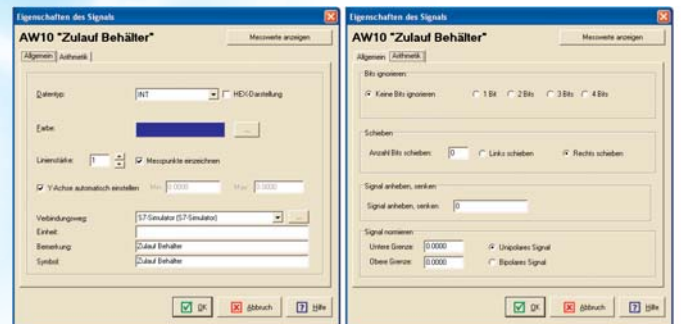 Eigenschaften des Signals
AW10 "Zulauf Behälter"
Messwerte anzeigen
Allgemein Arithmetik
Datentyp: INT HEX-Darstellung
Farbe: ...
Linienstärke: 1 Messpunkte einzeichnen
Y-Achse automatisch einstellen Min: 0.0000 Max: 0.0000
Verbindungsweg: S7-Simulator (S7-Simulator) ...
Einheit:
Bemerkung: Zulauf Behälter
Symbol: Zulauf Behälter
OK Abbruch Hilfe
Eigenschaften des Signals
AW10 "Zulauf Behälter"
Messwerte anzeigen
Allgemein Arithmetik
Bits ignorieren
Keine Bits ignorieren 1 Bit 2 Bits 3 Bits 4 Bits
Schieben
Anzahl Bits schieben: 0 Links schieben Rechts schieben
Signal anheben, senken
Signal anheben, senken: 0
Signal normieren
Untere Grenze: 0.0000 Unipolares Signal
Obere Grenze: 0.0000 Bipolares Signal
OK Abbruch Hilfe